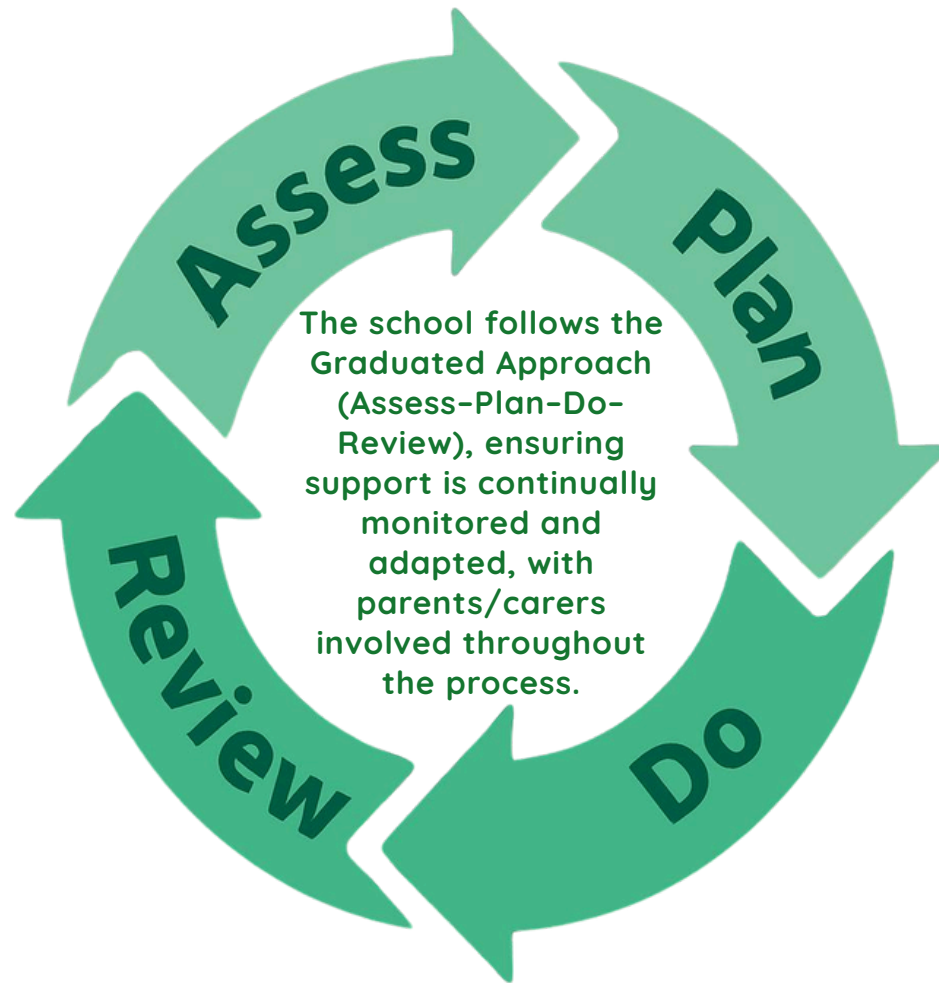 Assess
Plan
The school follows the
Graduated Approach
(Assess–Plan–Do–
Review), ensuring
support is continually
monitored and
adapted, with
parents/carers
involved throughout
the process.
Do
Review